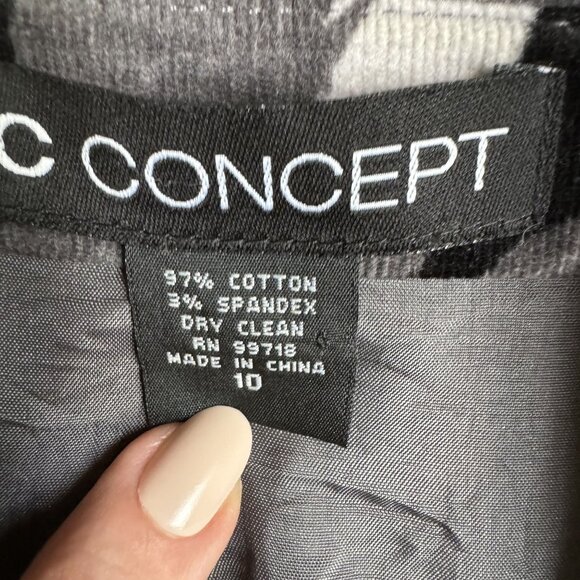 C CONCEPT
97% COTTON
3% SPANDEX
DRY CLEAN
RN 99718
MADE IN CHINA
10